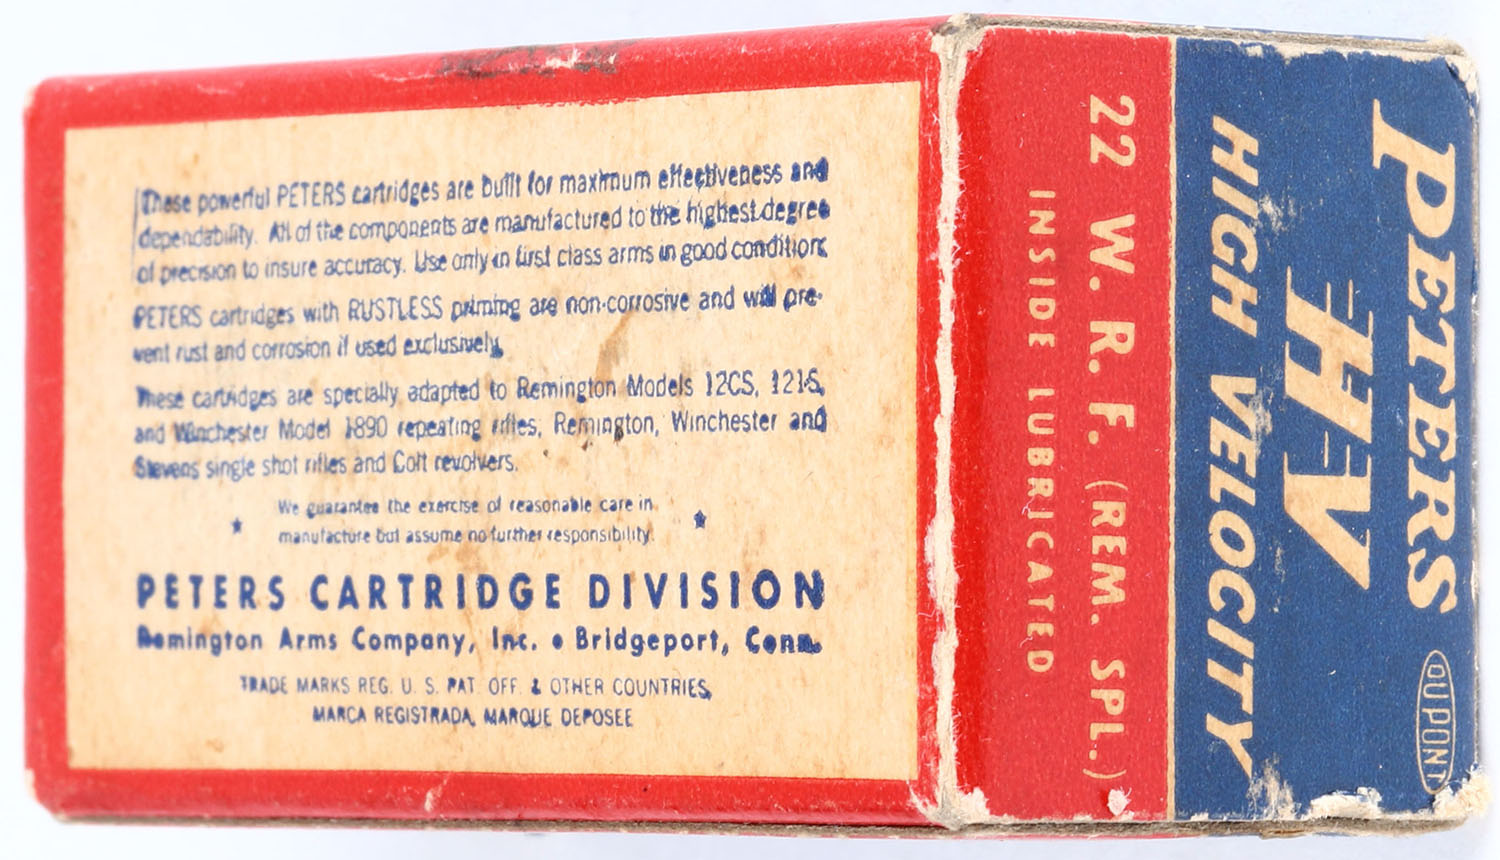 These powerful PETERS cartridges are built for maximum effectiveness and
dependability. All of the components are manufactured to the highest degree
of precision to insure accuracy. Use only in first class arms in good condition.
PETERS cartridges with RUSTLESS priming are non-corrosive and will pre-
vent rust and corrosion if used exclusively.
These cartridges are specially adapted to Remington Models 12CS, 121-S,
and Winchester Model 1890 repeating rifles, Remington, Winchester and
Stevens single shot rifles and Colt revolvers.
We guarantee the exercise of reasonable care in
manufacture but assume no further responsibility.
PETERS CARTRIDGE DIVISION
Remington Arms Company, Inc. • Bridgeport, Conn.
TRADE MARKS REG. U. S. PAT. OFF. & OTHER COUNTRIES,
MARCA REGISTRADA, MARQUE DEPOSEE
PETERS
HV
HIGH VELOCITY
DUPONT
22 W. R. F. (REM. SPL.)
INSIDE LUBRICATED